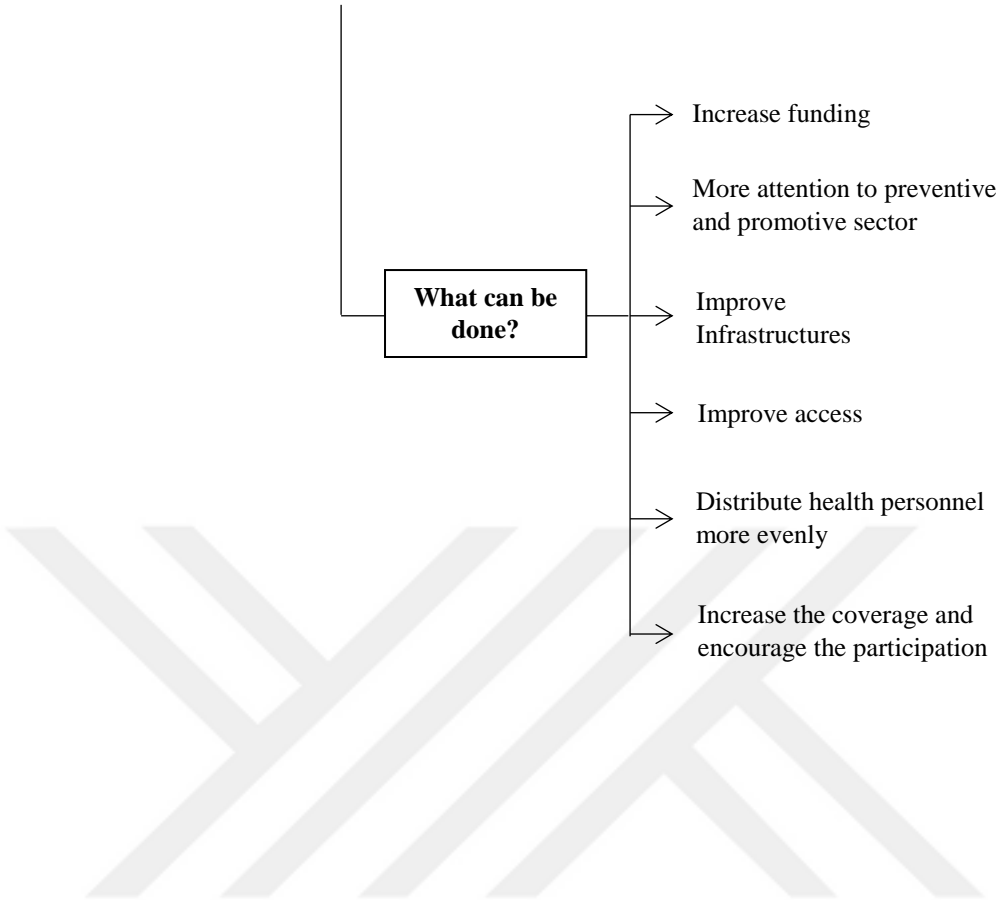 Increase funding
More attention to preventive
and promotive sector
What can be
done?
Improve
Infrastructures
Improve access
Distribute health personnel
more evenly
Increase the coverage and
encourage the participation